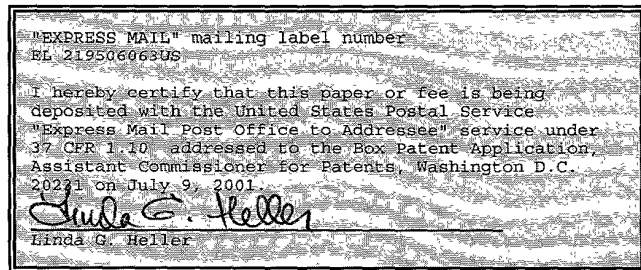 "EXPRESS MAIL" mailing label number
EL 219506063US
I hereby certify that this paper or fee is being
deposited with the United States Postal Service
"Express Mail Post Office to Addressee" service under
37 CFR 1.10 addressed to the Box Patent Application,
Assistant Commissioner for Patents, Washington D.C.
20231 on July 9, 2001.
Linda G. Heller
Linda G. Heller